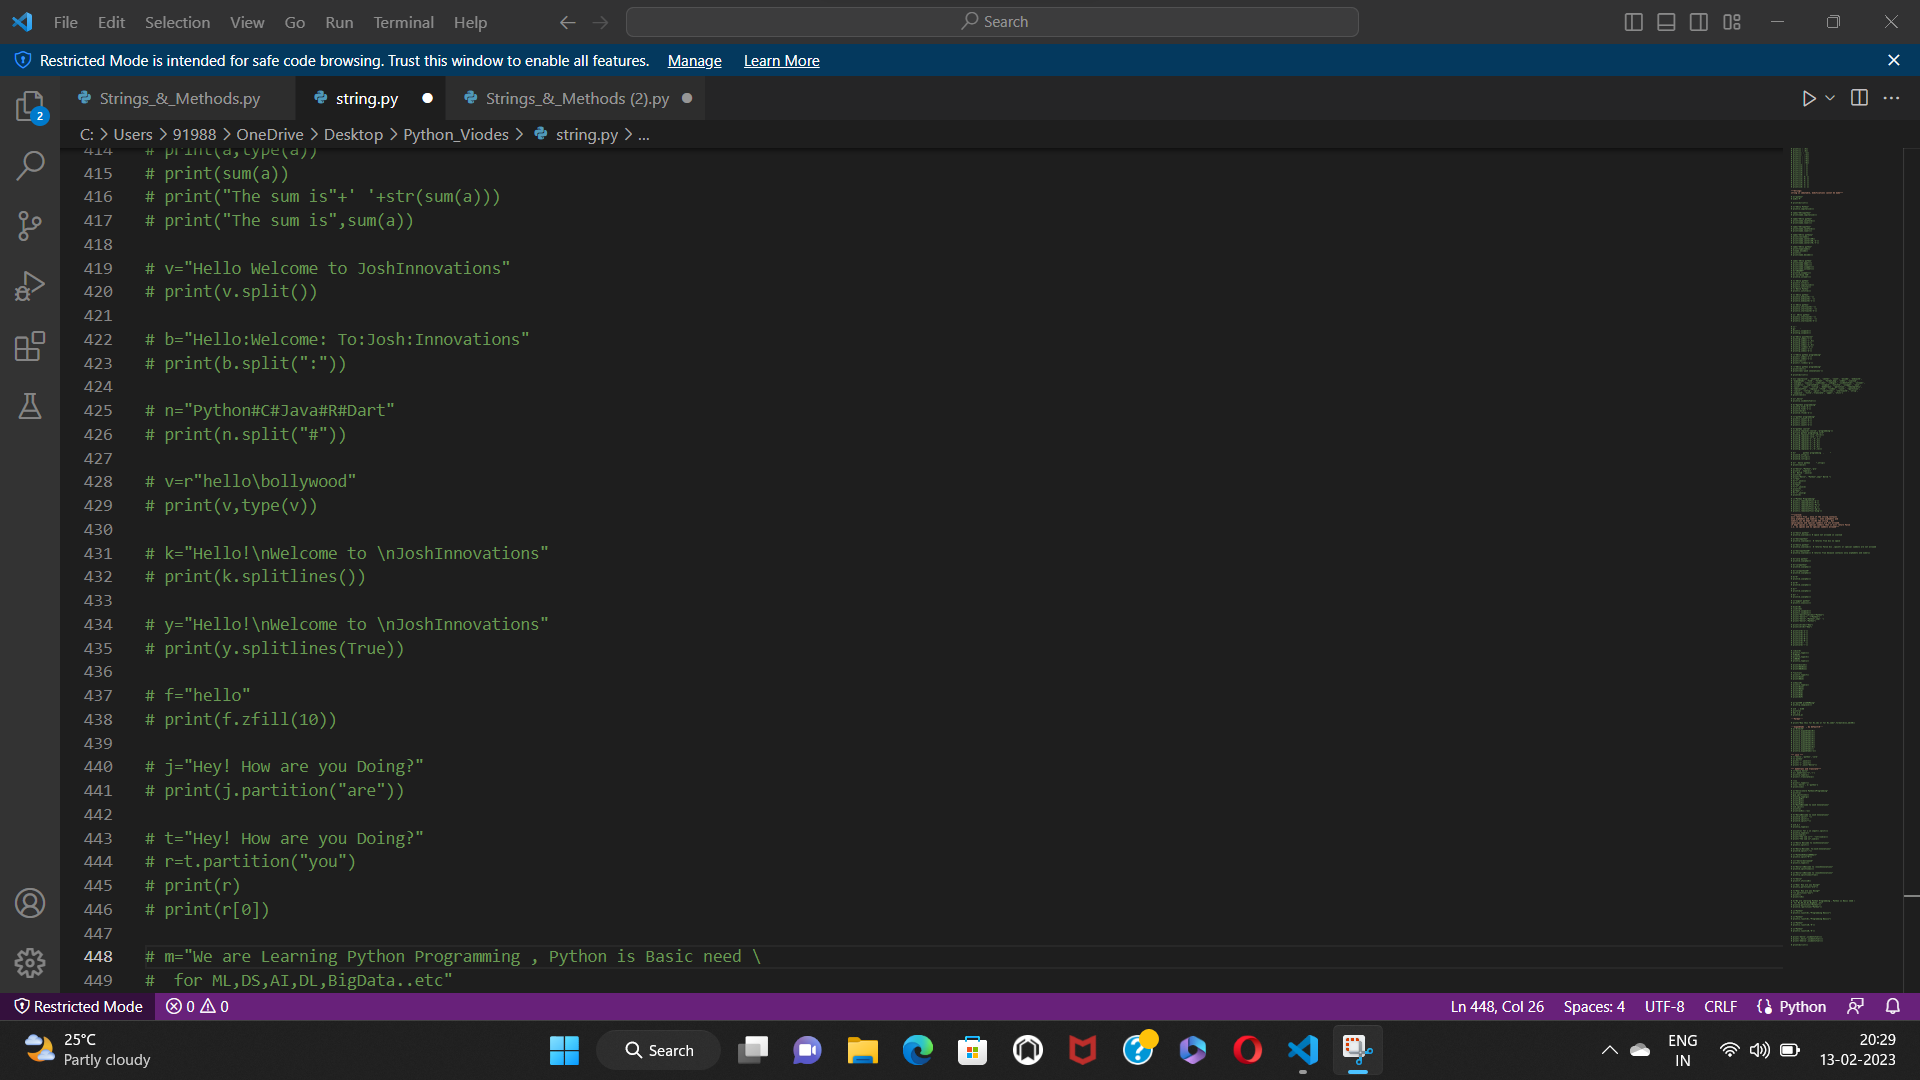 File Edit Selection View Go Run Terminal Help Search
Restricted Mode is intended for safe code browsing. Trust this window to enable all features. Manage Learn More
Strings_&_Methods.py string.py Strings_&_Methods (2).py
C: > Users > 91988 > OneDrive > Desktop > Python_Viodes > string.py > ...
2
414 # print(a,type(a))
415 # print(sum(a))
416 # print("The sum is"+' '+str(sum(a)))
417 # print("The sum is",sum(a))
418
419 # v="Hello Welcome to JoshInnovations"
420 # print(v.split())
421
422 # b="Hello:Welcome: To:Josh:Innovations"
423 # print(b.split(":"))
424
425 # n="Python#C#Java#R#Dart"
426 # print(n.split("#"))
427
428 # v=r"hello\bollywood"
429 # print(v,type(v))
430
431 # k="Hello!\nWelcome to \nJoshInnovations"
432 # print(k.splitlines())
433
434 # y="Hello!\nWelcome to \nJoshInnovations"
435 # print(y.splitlines(True))
436
437 # f="hello"
438 # print(f.zfill(10))
439
440 # j="Hey! How are you Doing?"
441 # print(j.partition("are"))
442
443 # t="Hey! How are you Doing?"
444 # r=t.partition("you")
445 # print(r)
446 # print(r[0])
447
448 # m="We are Learning Python Programming , Python is Basic need \
449 #  for ML,DS,AI,DL,BigData..etc"
Restricted Mode 0 0 Ln 448, Col 26 Spaces: 4 UTF-8 CRLF Python
25°C
Partly cloudy
Search
ENG
IN
20:29
13-02-2023